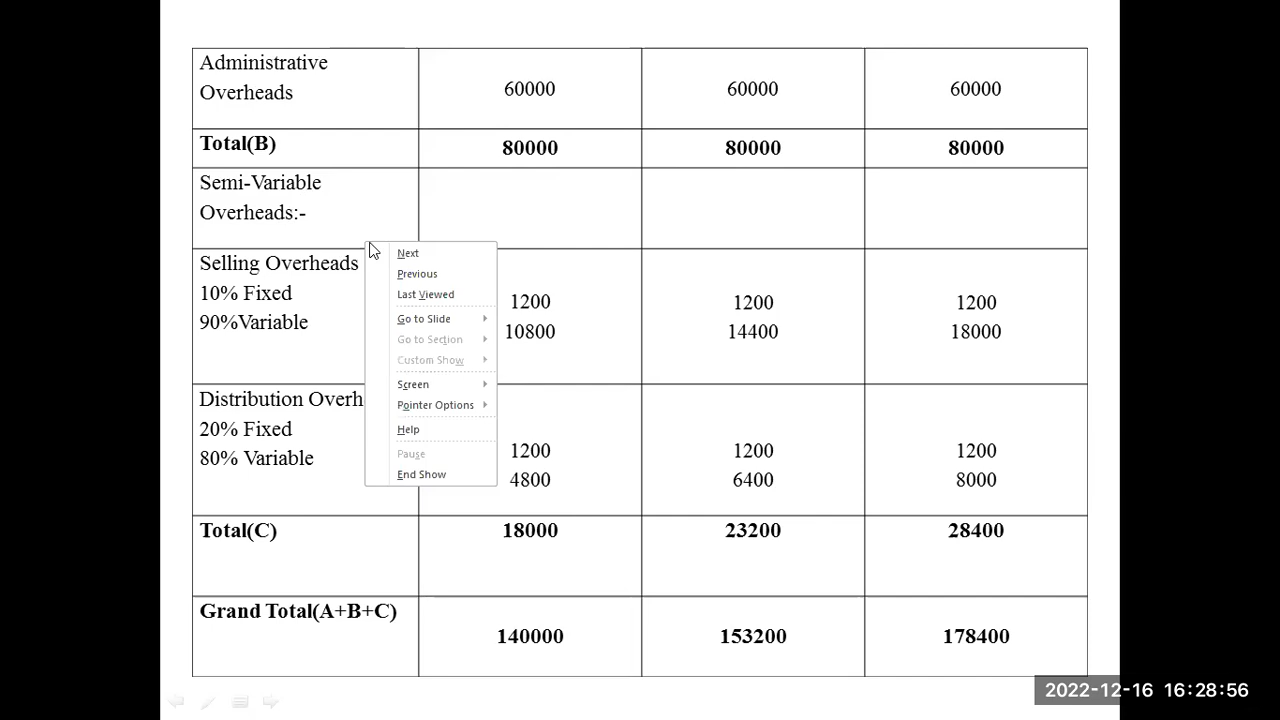 Administrative
Overheads
60000 60000 60000
Total(B) 80000 80000 80000
Semi-Variable
Overheads:-
Selling Overheads
10% Fixed 1200 1200 1200
90%Variable 10800 14400 18000
Distribution Overh
20% Fixed 1200 1200 1200
80% Variable 4800 6400 8000
Total(C) 18000 23200 28400
Grand Total(A+B+C)
140000 153200 178400
Next
Previous
Last Viewed
Go to Slide
Go to Section
Custom Show
Screen
Pointer Options
Help
Pause
End Show
2022-12-16 16:28:56